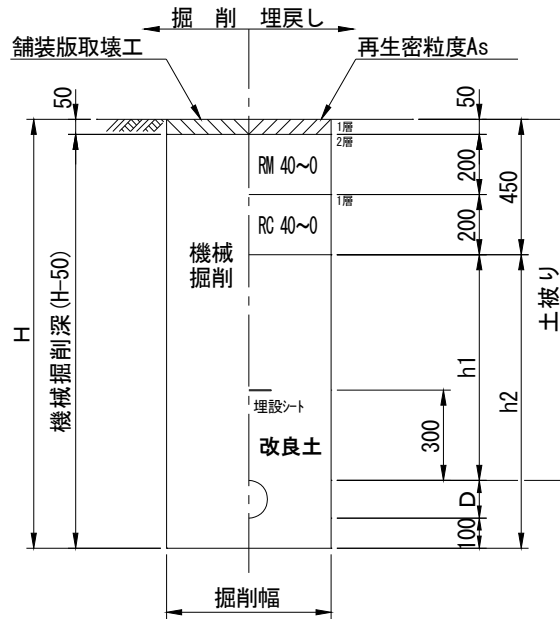 掘 削 埋戻し
舗装版取壊工
再生密粒度As
50
50
1層
2層
RM 40~0
200
450
1層
RC 40~0
200
機械
掘削
H
機械掘削深(H-50)
土被り
h1
h2
埋設シート
300
改良土
D
100
掘削幅